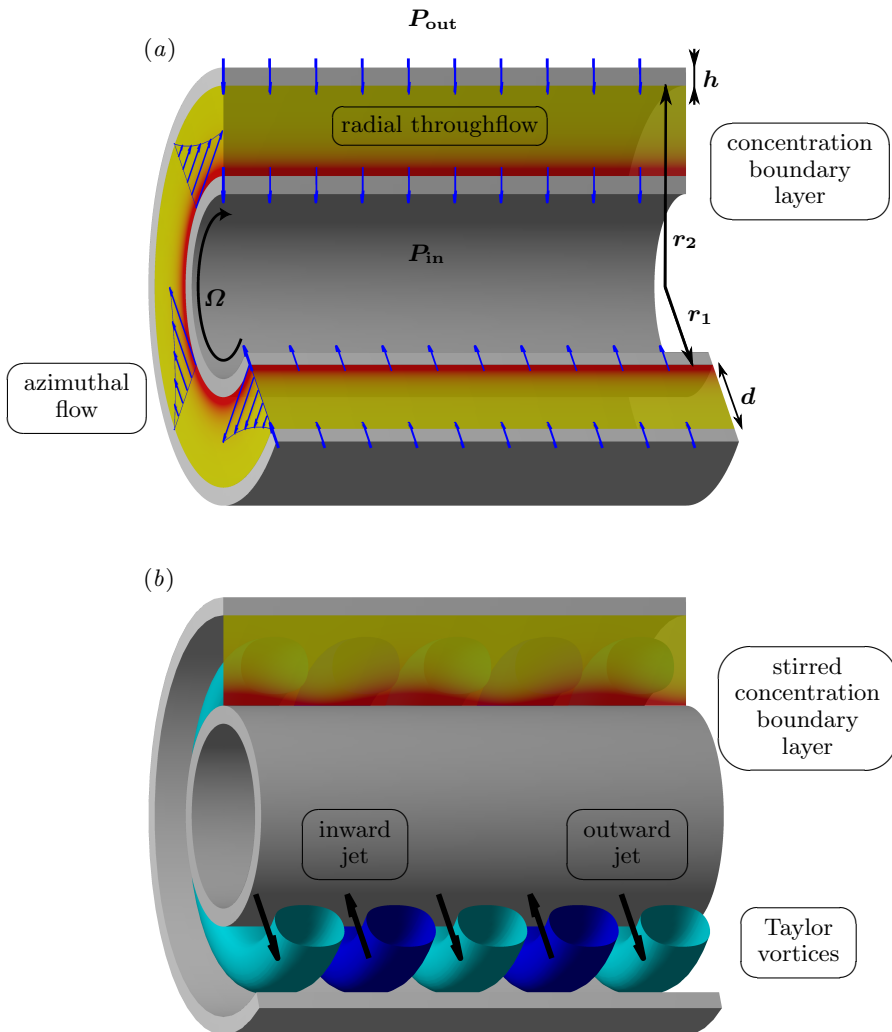 P_out
(a)
h
radial throughflow
concentration
boundary
layer
r_2
P_in
Ω
r_1
azimuthal
flow
d
(b)
stirred
concentration
boundary
layer
inward
jet
outward
jet
Taylor
vortices